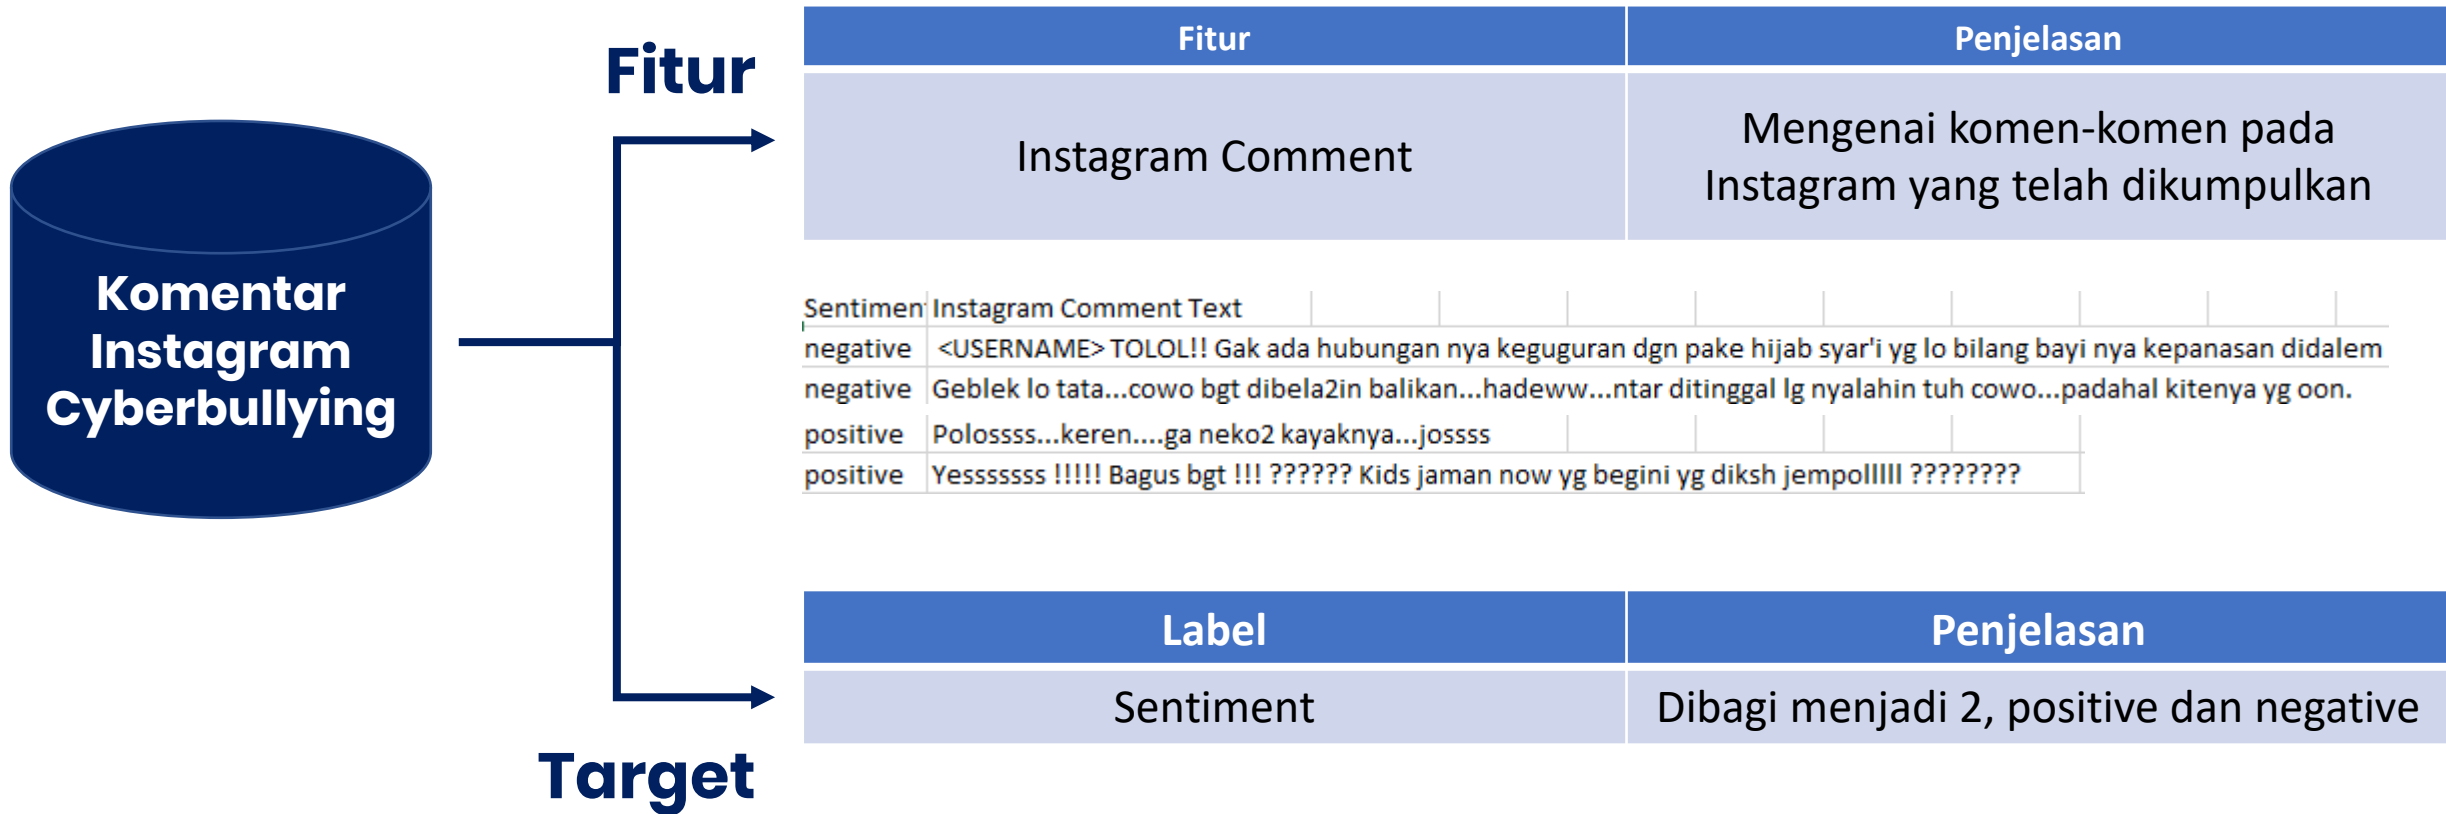 Komentar
Instagram
Cyberbullying
Fitur
Fitur Penjelasan
Instagram Comment
Mengenai komen-komen pada
Instagram yang telah dikumpulkan
Sentimen Instagram Comment Text
negative <USERNAME> TOLOL!! Gak ada hubungan nya keguguran dgn pake hijab syar'i yg lo bilang bayi nya kepanasan didalem
negative Geblek lo tata...cowo bgt dibela2in balikan...hadeww...ntar ditinggal lg nyalahin tuh cowo...padahal kitenya yg oon.
positive Polossss...keren....ga neko2 kayaknya...jossss
positive Yesssssss !!!!! Bagus bgt !!! ?????? Kids jaman now yg begini yg diksh jempolllll ????????
Target
Label Penjelasan
Sentiment Dibagi menjadi 2, positive dan negative